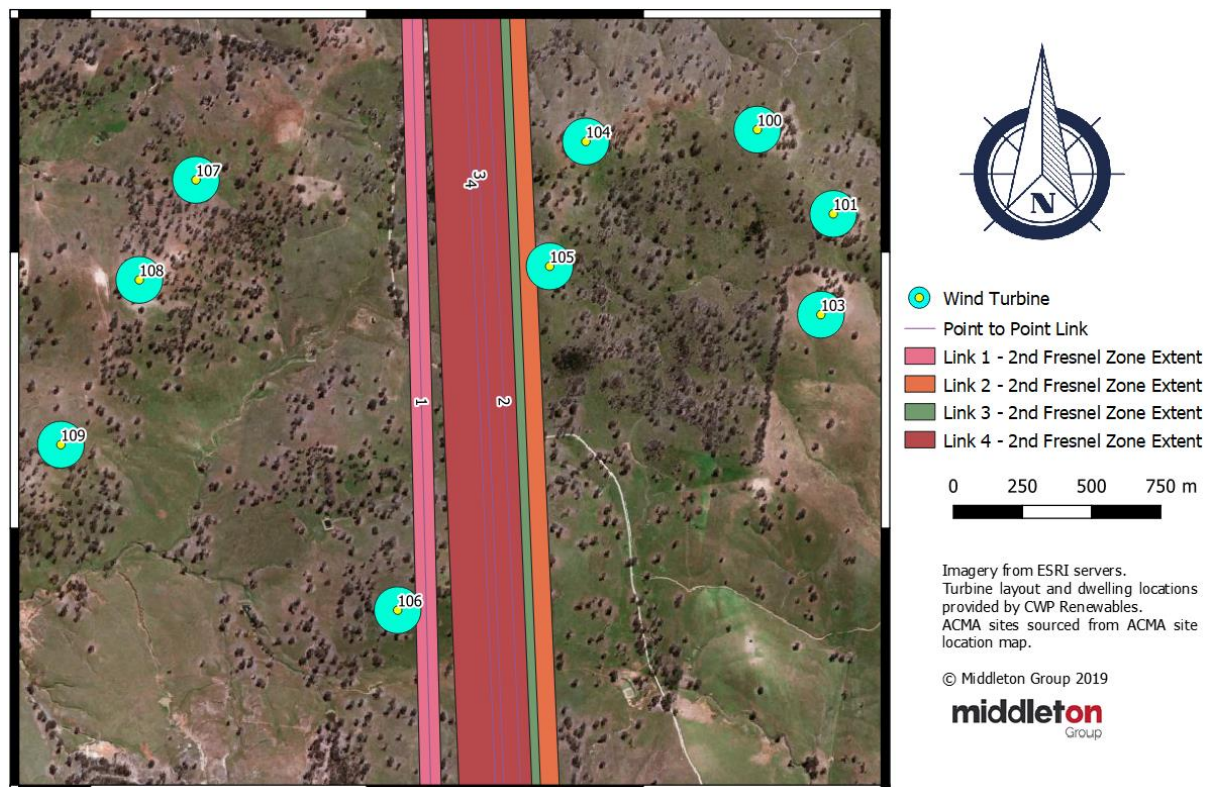 100
104
107
3
4
101
105
108
103
1
2
109
106
N
Wind Turbine
Point to Point Link
Link 1 - 2nd Fresnel Zone Extent
Link 2 - 2nd Fresnel Zone Extent
Link 3 - 2nd Fresnel Zone Extent
Link 4 - 2nd Fresnel Zone Extent
0 250 500 750 m
Imagery from ESRI servers.
Turbine layout and dwelling locations
provided by CWP Renewables.
ACMA sites sourced from ACMA site
location map.
© Middleton Group 2019
middleton
Group